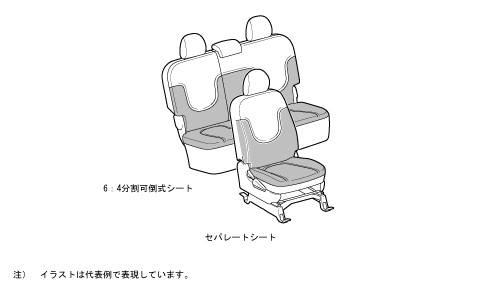 6：4分割可倒式シート
セパレートシート
注） イラストは代表例で表現しています。